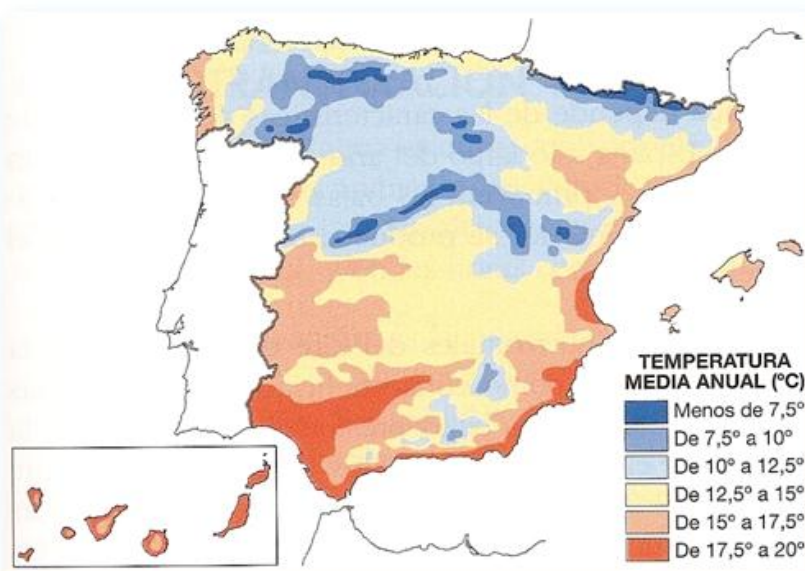 TEMPERATURA
MEDIA ANUAL (ºC)
Menos de 7,5º
De 7,5º a 10º
De 10º a 12,5º
De 12,5º a 15º
De 15º a 17,5º
De 17,5º a 20º